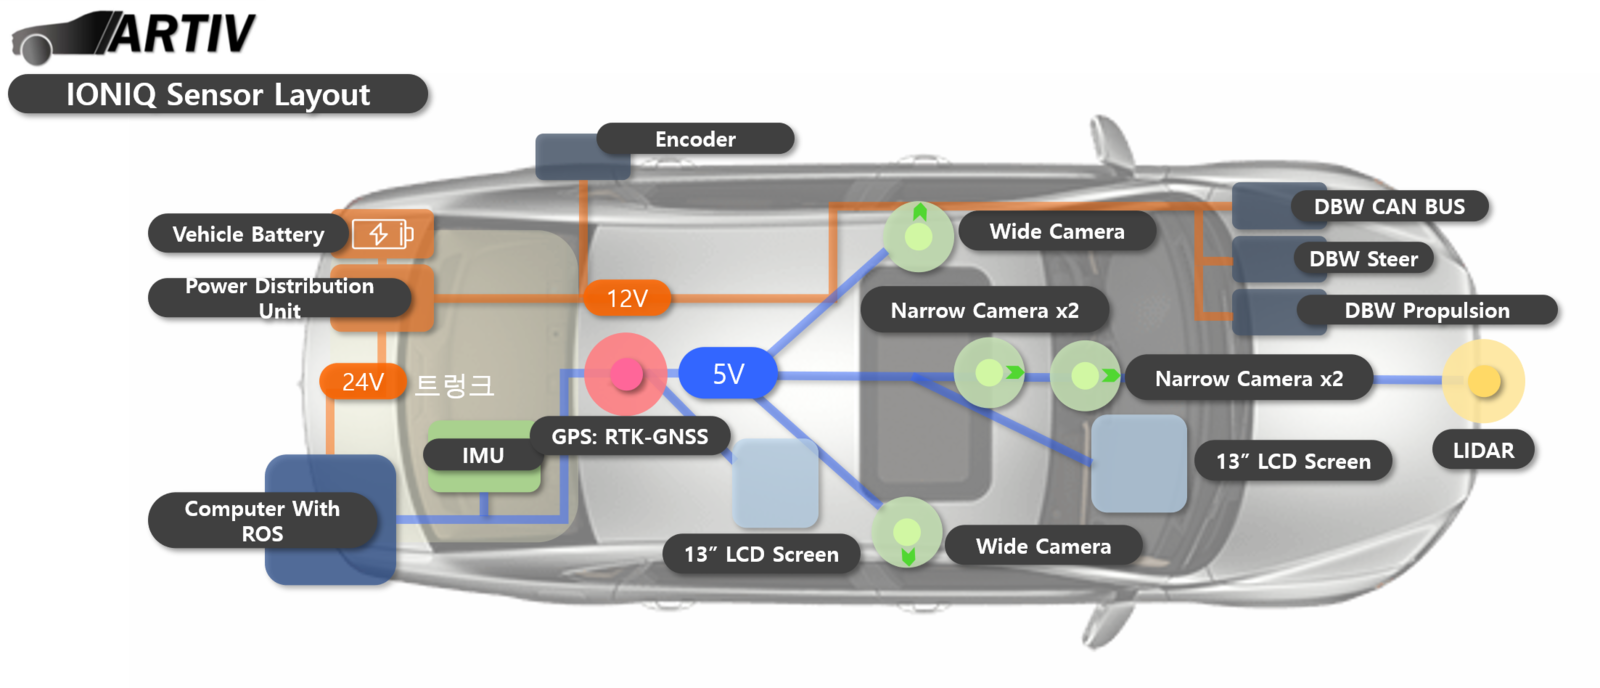 ARTIV
IONIQ Sensor Layout
Encoder
DBW CAN BUS
Vehicle Battery
Wide Camera
DBW Steer
Power Distribution
Unit
12V
Narrow Camera x2
DBW Propulsion
24V
트렁크
5V
Narrow Camera x2
GPS: RTK-GNSS
IMU
13″ LCD Screen
LIDAR
Computer With
ROS
13″ LCD Screen
Wide Camera